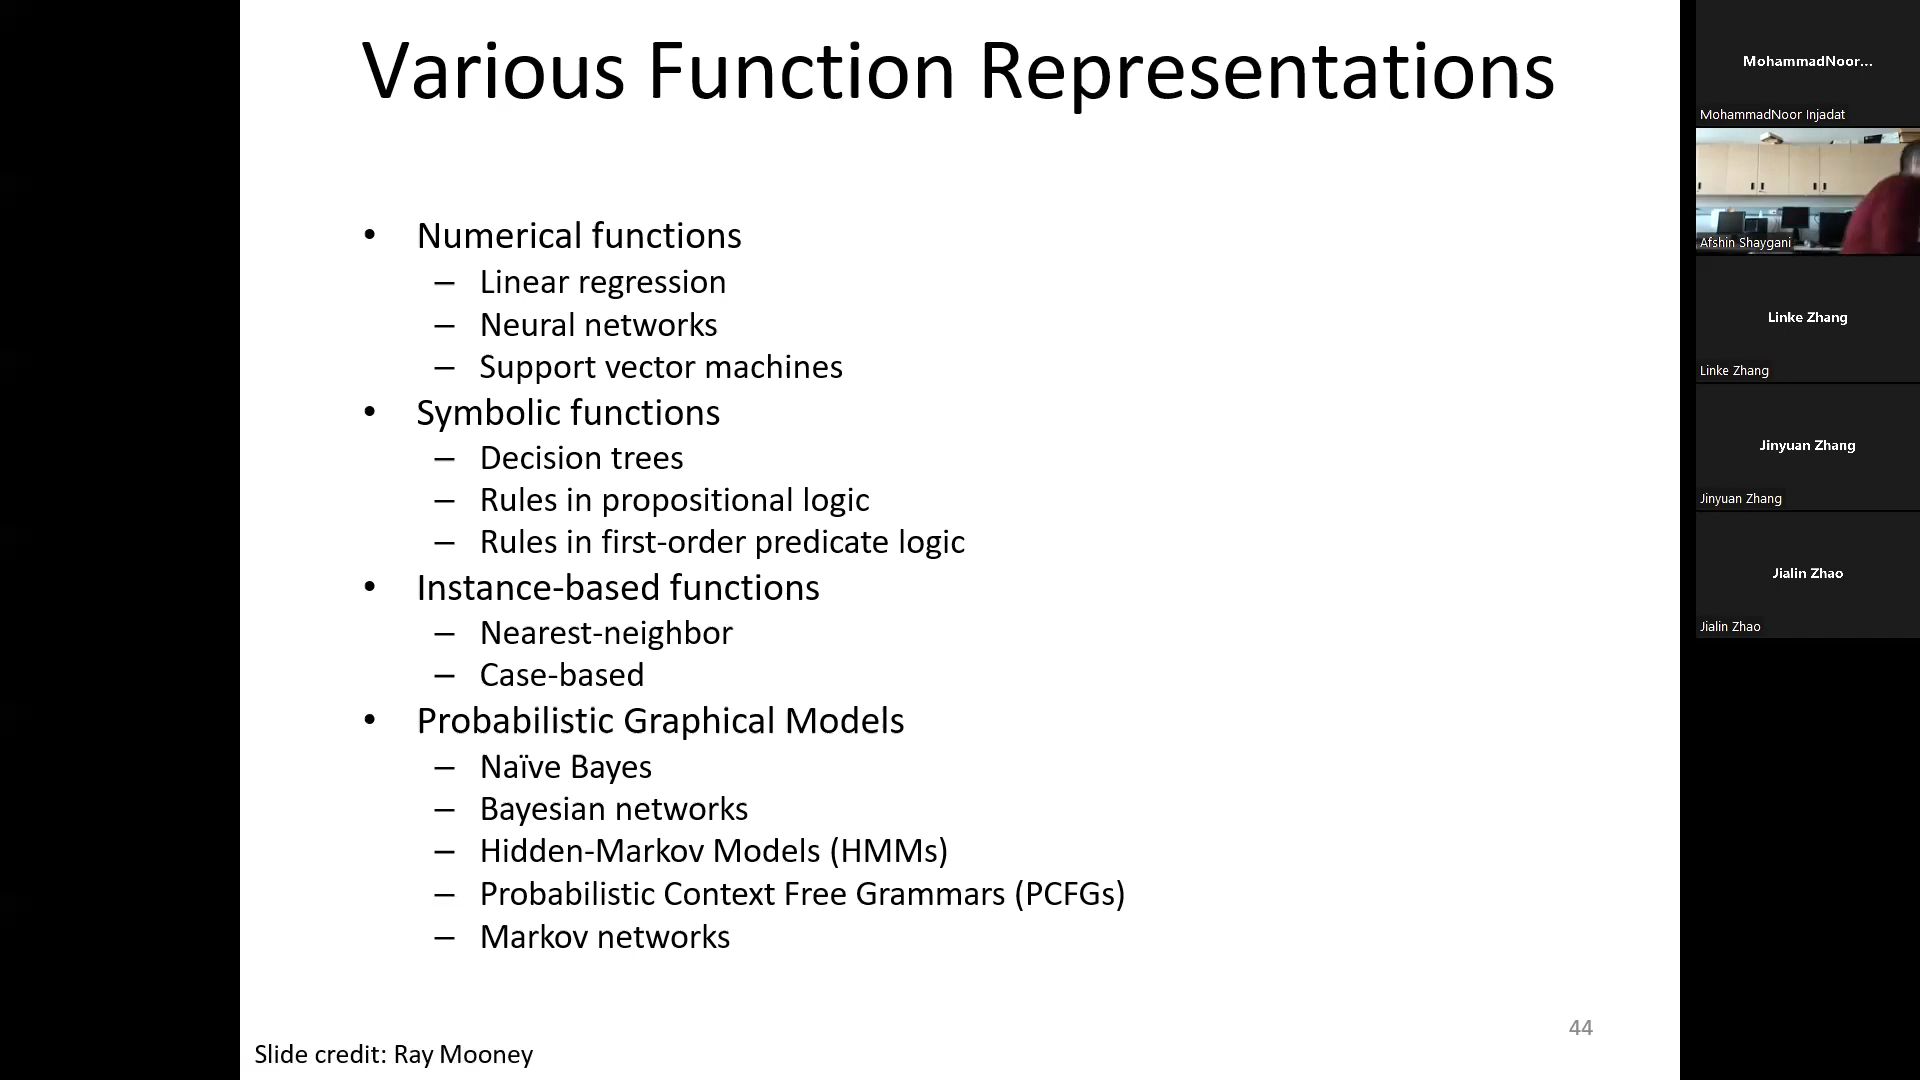 Various Function Representations
• Numerical functions
– Linear regression
– Neural networks
– Support vector machines
• Symbolic functions
– Decision trees
– Rules in propositional logic
– Rules in first-order predicate logic
• Instance-based functions
– Nearest-neighbor
– Case-based
• Probabilistic Graphical Models
– Naïve Bayes
– Bayesian networks
– Hidden-Markov Models (HMMs)
– Probabilistic Context Free Grammars (PCFGs)
– Markov networks
44
Slide credit: Ray Mooney
MohammadNoor...
MohammadNoor Injadat
Afshin Shaygani
Linke Zhang
Linke Zhang
Jinyuan Zhang
Jinyuan Zhang
Jialin Zhao
Jialin Zhao